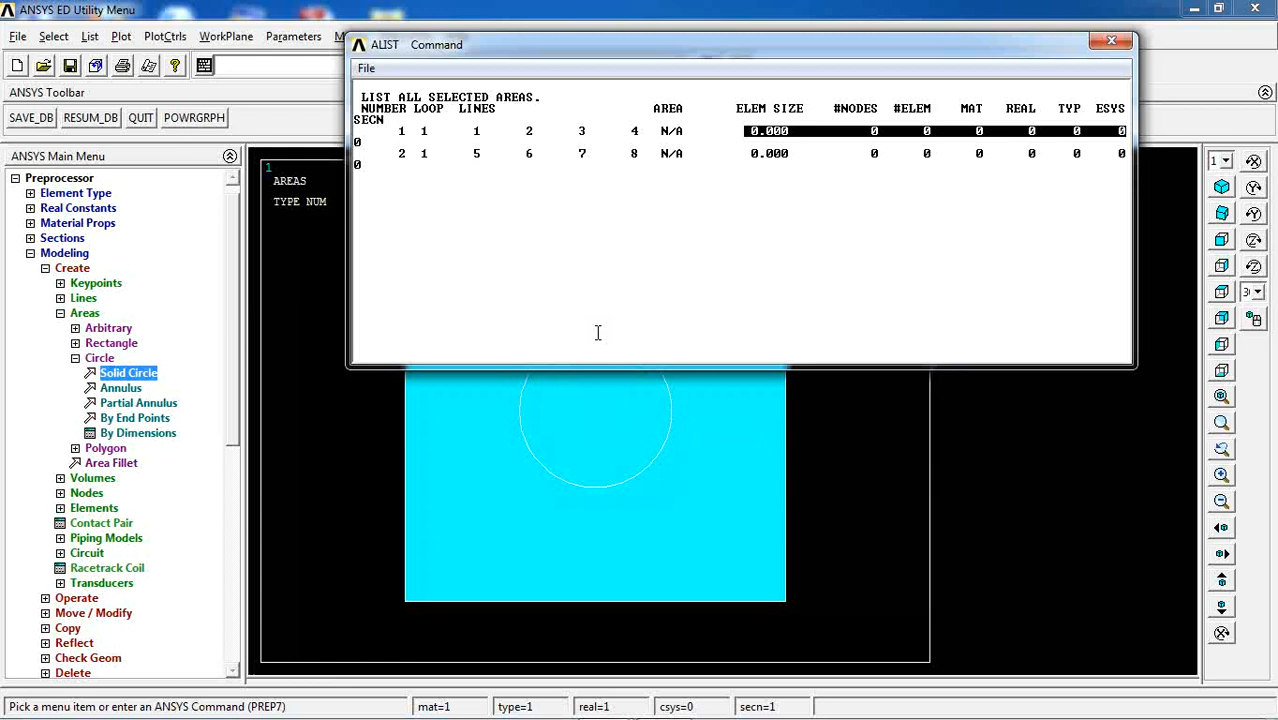 ANSYS ED Utility Menu
File Select List Plot PlotCtrls WorkPlane Parameters
ANSYS Toolbar
SAVE_DB RESUM_DB QUIT POWRGRPH
ANSYS Main Menu
Preprocessor
Element Type
Real Constants
Material Props
Sections
Modeling
Create
Keypoints
Lines
Areas
Arbitrary
Rectangle
Circle
Solid Circle
Annulus
Partial Annulus
By End Points
By Dimensions
Polygon
Area Fillet
Volumes
Nodes
Elements
Contact Pair
Piping Models
Circuit
Racetrack Coil
Transducers
Operate
Move / Modify
Copy
Reflect
Check Geom
Delete
ALIST Command
File
LIST ALL SELECTED AREAS.
NUMBER LOOP LINES AREA ELEM SIZE #NODES #ELEM MAT REAL TYP ESYS
SECN
1 1 1 2 3 4 N/A 0.000 0 0 0 0 0 0
0
2 1 5 6 7 8 N/A 0.000 0 0 0 0 0 0
0
1
AREAS
TYPE NUM
1
Pick a menu item or enter an ANSYS Command (PREP7) mat=1 type=1 real=1 csys=0 secn=1